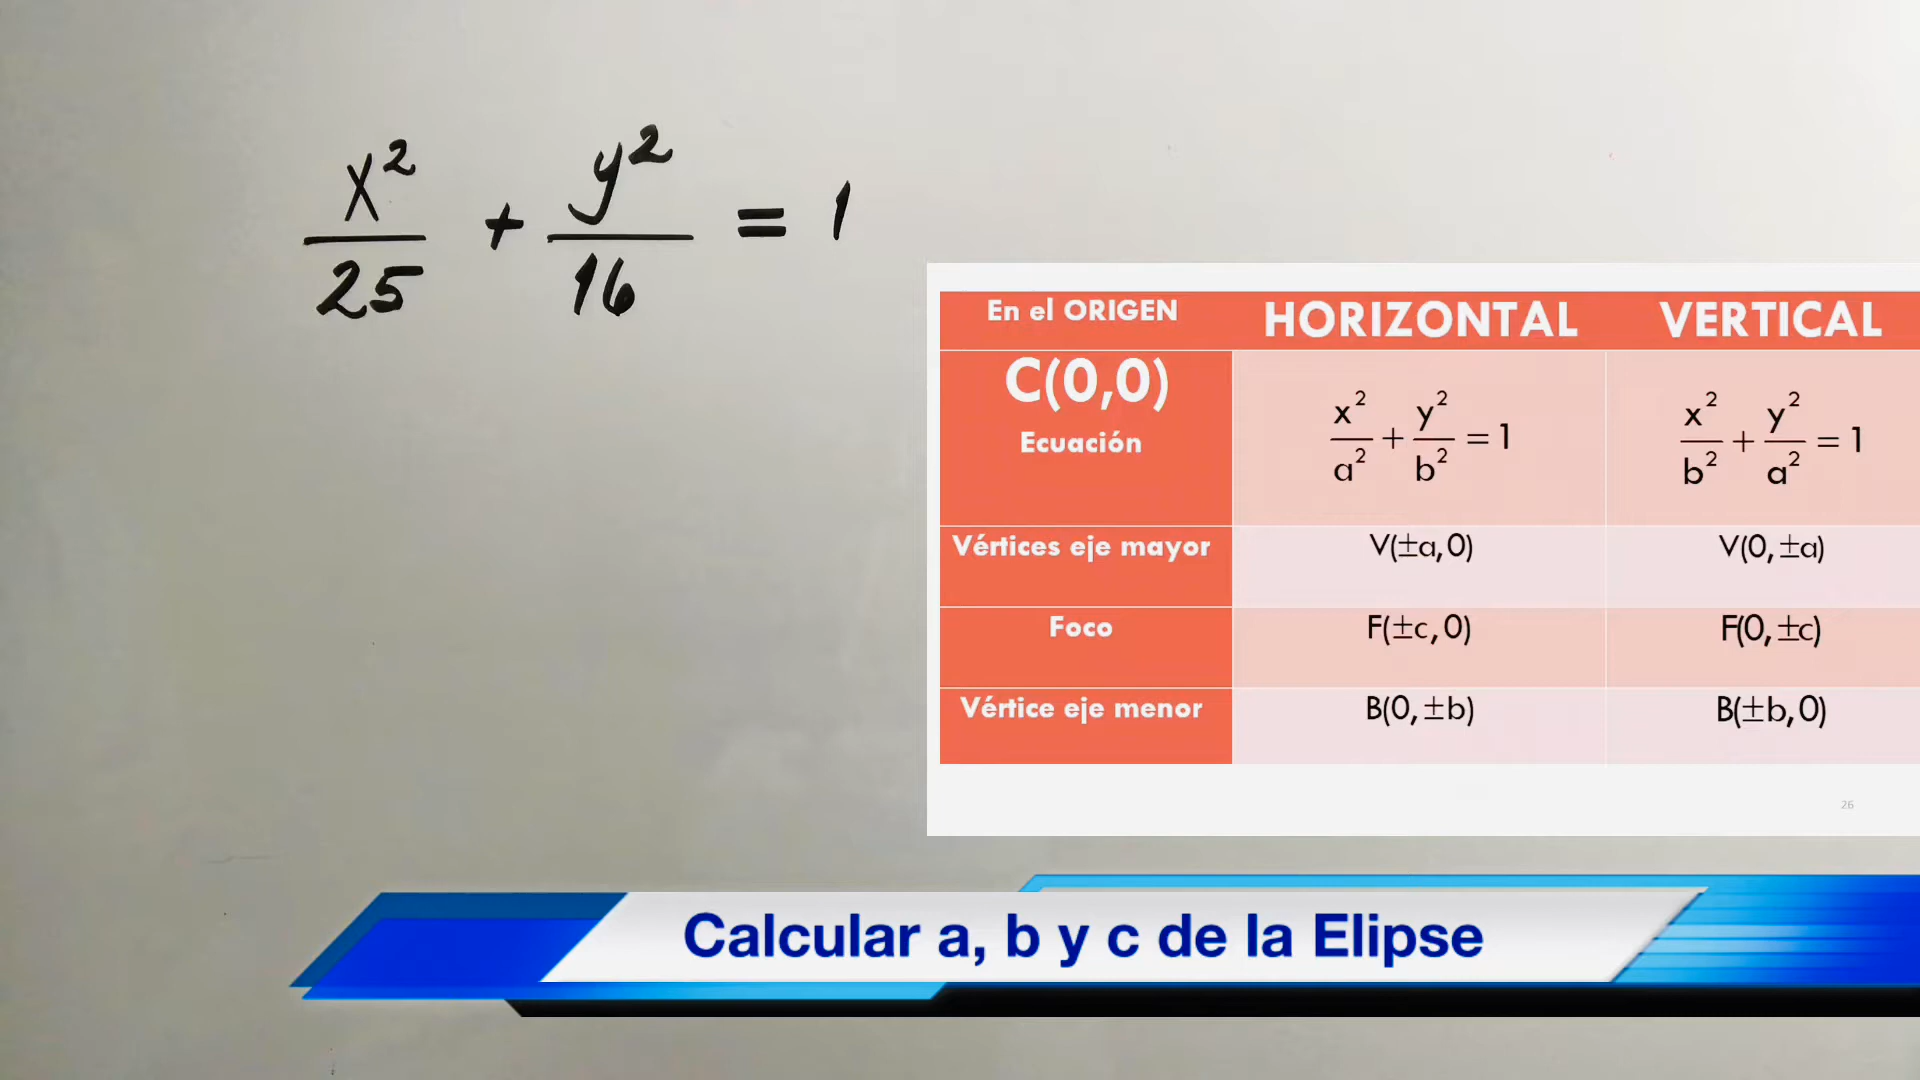 x²/25 + y²/16 = 1
En el ORIGEN HORIZONTAL VERTICAL
C(0,0)
Ecuación x²/a² + y²/b² = 1 x²/b² + y²/a² = 1
Vértices eje mayor V(±a,0) V(0,±a)
Foco F(±c,0) F(0,±c)
Vértice eje menor B(0,±b) B(±b,0)
26
Calcular a, b y c de la Elipse